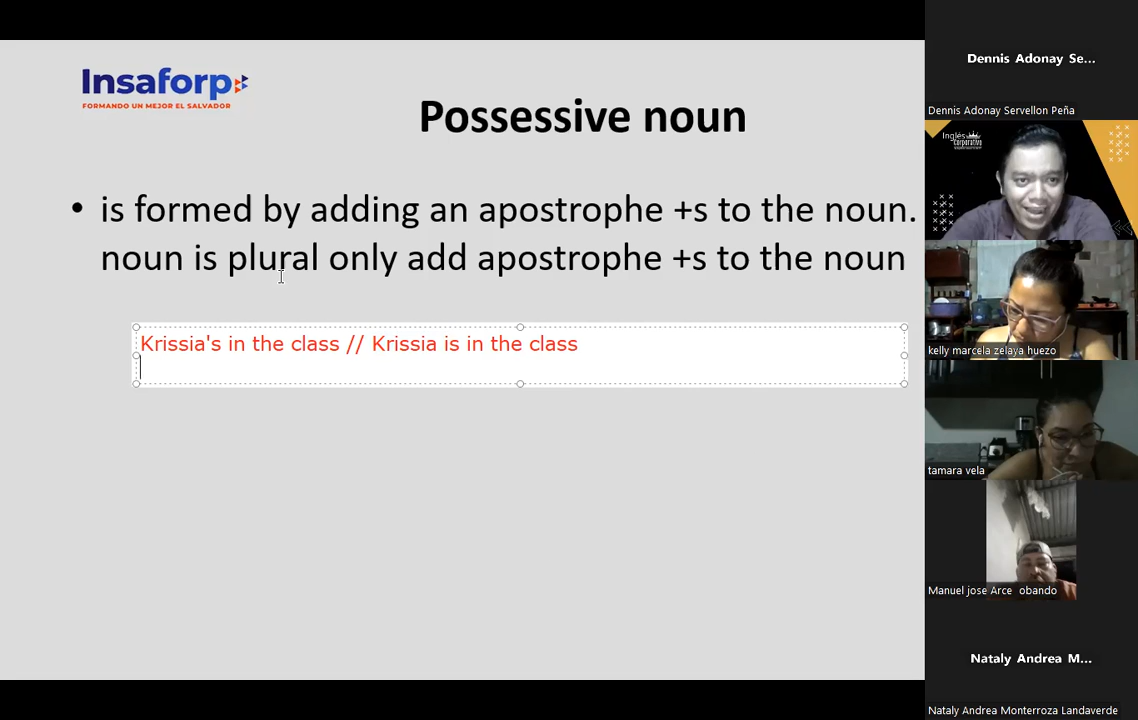 Insaforp
FORMANDO UN MEJOR EL SALVADOR
Possessive noun
• is formed by adding an apostrophe +s to the noun.
noun is plural only add apostrophe +s to the noun
Krissia's in the class // Krissia is in the class
Dennis Adonay Se...
Dennis Adonay Servellon Peña
Inglés
Corporativo
kelly marcela zelaya huezo
tamara vela
Manuel jose Arce obando
Nataly Andrea M...
Nataly Andrea Monterroza Landaverde